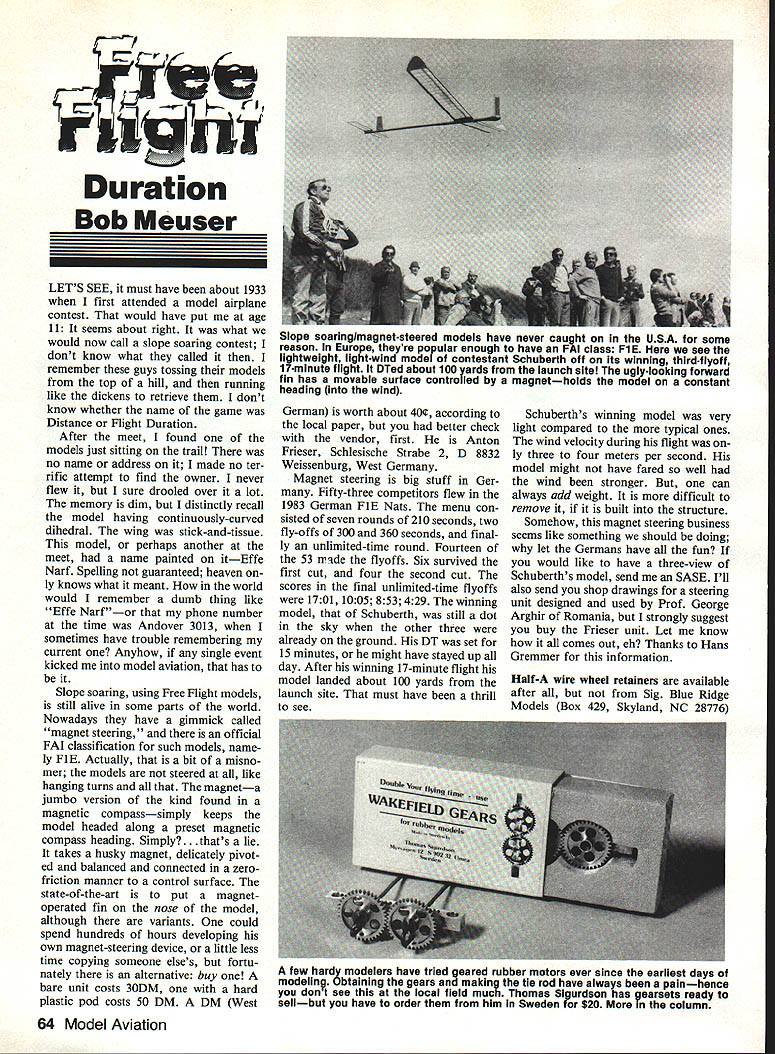 Free
Flight
Duration
Bob Meuser
LET'S SEE, it must have been about 1933
when I first attended a model airplane
contest. That would have put me at age
11: It seems about right. It was what we
would now call a slope soaring contest; I
don't know what they called it then. I
remember these guys tossing their models
from the top of a hill, and then running
like the dickens to retrieve them. I don't
know whether the name of the game was
Distance or Flight Duration.
After the meet, I found one of the
models just sitting on the trail! There was
no name or address on it; I made no ter-
rific attempt to find the owner. I never
flew it, but I sure drooled over it a lot.
The memory is dim, but I distinctly recall
the model having continuously-curved
dihedral. The wing was stick-and-tissue.
This model, or perhaps another at the
meet, had a name painted on it—Effe
Narf. Spelling not guaranteed; heaven on-
ly knows what it meant. How in the world
would I remember a dumb thing like
"Effe Narf"—or that my phone number
at the time was Andover 3013, when I
sometimes have trouble remembering my
current one? Anyhow, if any single event
kicked me into model aviation, that has to
be it.
Slope soaring, using Free Flight models,
is still alive in some parts of the world.
Nowadays they have a gimmick called
"magnet steering," and there is an official
FAI classification for such models, name-
ly F1E. Actually, that is a bit of a misno-
mer; the models are not steered at all, like
hanging turns and all that. The magnet—a
jumbo version of the kind found in a
magnetic compass—simply keeps the
model headed along a preset magnetic
compass heading. Simply?...that's a lie.
It takes a husky magnet, delicately pivot-
ed and balanced and connected in a zero-
friction manner to a control surface. The
state-of-the-art is to put a magnet-
operated fin on the nose of the model,
although there are variants. One could
spend hundreds of hours developing his
own magnet-steering device, or a little less
time copying someone else's, but fortu-
nately there is an alternative: buy one! A
bare unit costs 30DM, one with a hard
plastic pod costs 50 DM. A DM (West
Slope soaring/magnet-steered models have never caught on in the U.S.A. for some
reason. In Europe, they're popular enough to have an FAI class: F1E. Here we see the
lightweight, light-wind model of contestant Schuberth off on its winning, third-flyoff,
17-minute flight. It DTed about 100 yards from the launch site! The ugly-looking forward
fin has a movable surface controlled by a magnet—holds the model on a constant
heading (into the wind).
German) is worth about 40¢, according to
the local paper, but you had better check
with the vendor, first. He is Anton
Frieser, Schlesische Strabe 2, D 8832
Weissenburg, West Germany.
Magnet steering is big stuff in Ger-
many. Fifty-three competitors flew in the
1983 German F1E Nats. The menu con-
sisted of seven rounds of 210 seconds, two
fly-offs of 300 and 360 seconds, and final-
ly an unlimited-time round. Fourteen of
the 53 made the flyoffs. Six survived the
first cut, and four the second cut. The
scores in the final unlimited-time flyoffs
were 17:01, 10:05; 8:53; 4:29. The winning
model, that of Schuberth, was still a dot
in the sky when the other three were
already on the ground. His DT was set for
15 minutes, or he might have stayed up all
day. After his winning 17-minute flight his
model landed about 100 yards from the
launch site. That must have been a thrill
to see.
Schuberth's winning model was very
light compared to the more typical ones.
The wind velocity during his flight was on-
ly three to four meters per second. His
model might not have fared so well had
the wind been stronger. But, one can
always add weight. It is more difficult to
remove it, if it is built into the structure.
Somehow, this magnet steering business
seems like something we should be doing;
why let the Germans have all the fun? If
you would like to have a three-view of
Schuberth's model, send me an SASE. I'll
also send you shop drawings for a steering
unit designed and used by Prof. George
Arghir of Romania, but I strongly suggest
you buy the Frieser unit. Let me know
how it all comes out, eh? Thanks to Hans
Gremmer for this information.
Half-A wire wheel retainers are available
after all, but not from Sig. Blue Ridge
Models (Box 429, Skyland, NC 28776)
Double Your flying time - use
WAKEFIELD GEARS
for rubber models
Made in Sweden by
Thomas Sigurdson
Sweden
A few hardy modelers have tried geared rubber motors ever since the earliest days of
modeling. Obtaining the gears and making the tie rod have always been a pain—hence
you don't see this at the local field much. Thomas Sigurdson has gearsets ready to
sell—but you have to order them from him in Sweden for $20. More in the column.
64 Model Aviation